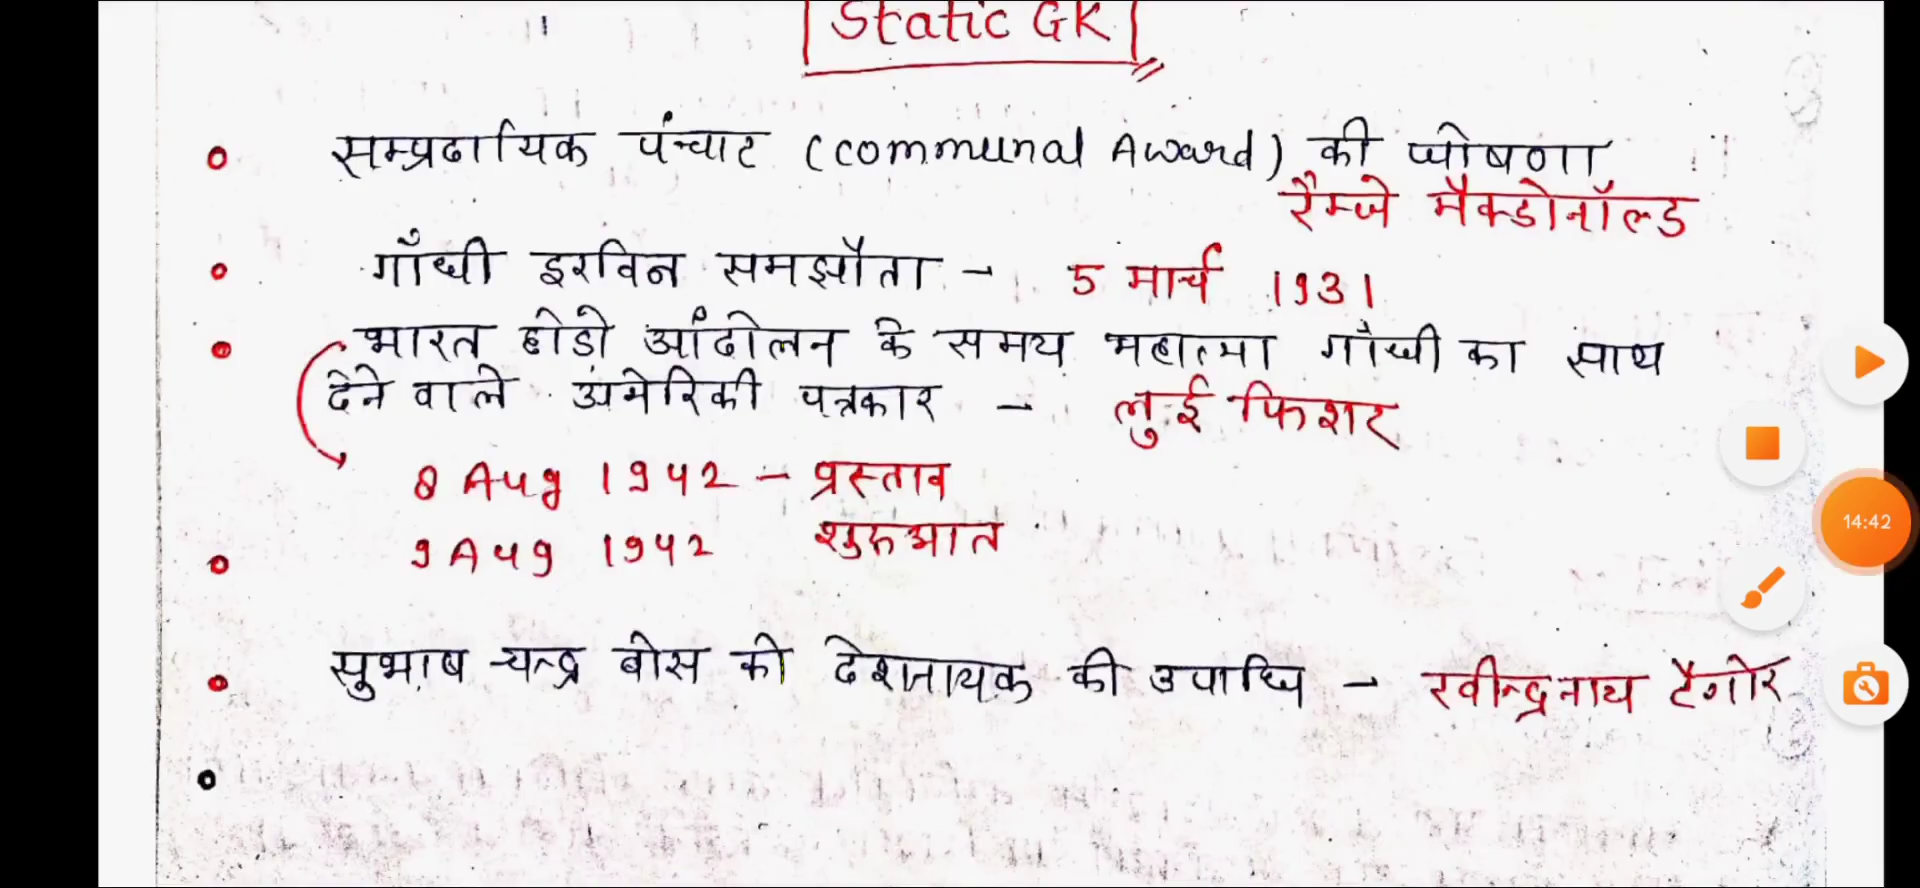 Static GK
सम्प्रदायिक पंचाट (Communal Award) की घोषणा
रैम्जे मैक्डोनॉल्ड
गाँधी इरविन समझौता - 5 मार्च 1931
भारत छोडो आंदोलन के समय महात्मा गाँधी का साथ
देने वाले अमेरिकी पत्रकार - लुई फिशर
8 Aug 1942 - प्रस्ताव
9 Aug 1942 शुरुआत
सुभाष चन्द्र बोस को देशनायक की उपाधि - रवीन्द्रनाथ टैगोर
14:42